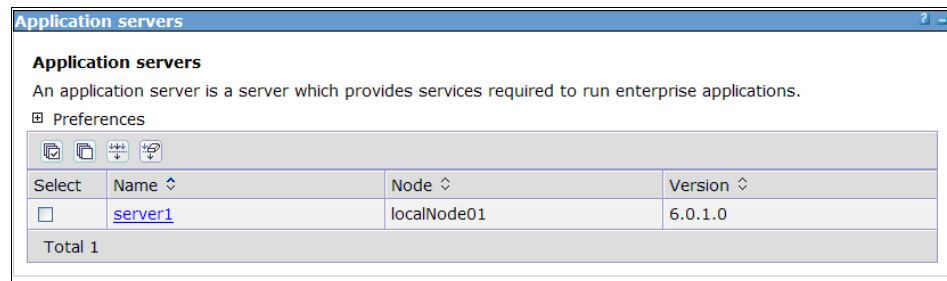 Application servers
Application servers
An application server is a server which provides services required to run enterprise applications.
Preferences
Select Name Node Version
server1 localNode01 6.0.1.0
Total 1